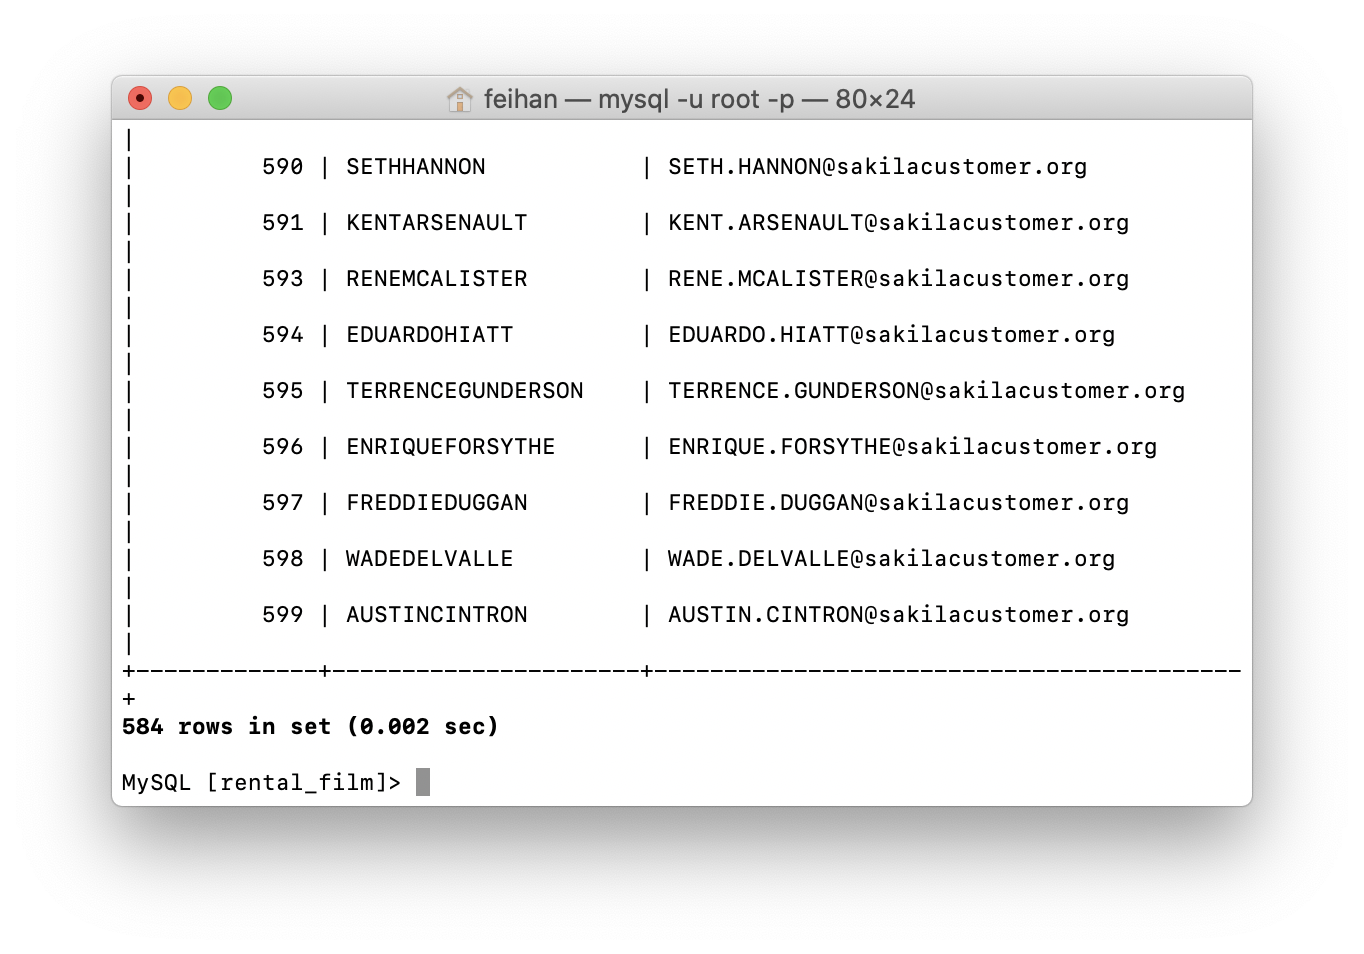 feihan — mysql -u root -p — 80×24
|
|         590 | SETHHANNON           | SETH.HANNON@sakilacustomer.org
|
|         591 | KENTARSENAULT        | KENT.ARSENAULT@sakilacustomer.org
|
|         593 | RENEMCALISTER        | RENE.MCALISTER@sakilacustomer.org
|
|         594 | EDUARDOHIATT         | EDUARDO.HIATT@sakilacustomer.org
|
|         595 | TERRENCEGUNDERSON    | TERRENCE.GUNDERSON@sakilacustomer.org
|
|         596 | ENRIQUEFORSYTHE      | ENRIQUE.FORSYTHE@sakilacustomer.org
|
|         597 | FREDDIEDUGGAN        | FREDDIE.DUGGAN@sakilacustomer.org
|
|         598 | WADEDELVALLE         | WADE.DELVALLE@sakilacustomer.org
|
|         599 | AUSTINCINTRON        | AUSTIN.CINTRON@sakilacustomer.org
|
+-------------+----------------------+------------------------------------------
+
584 rows in set (0.002 sec)
MySQL [rental_film]>